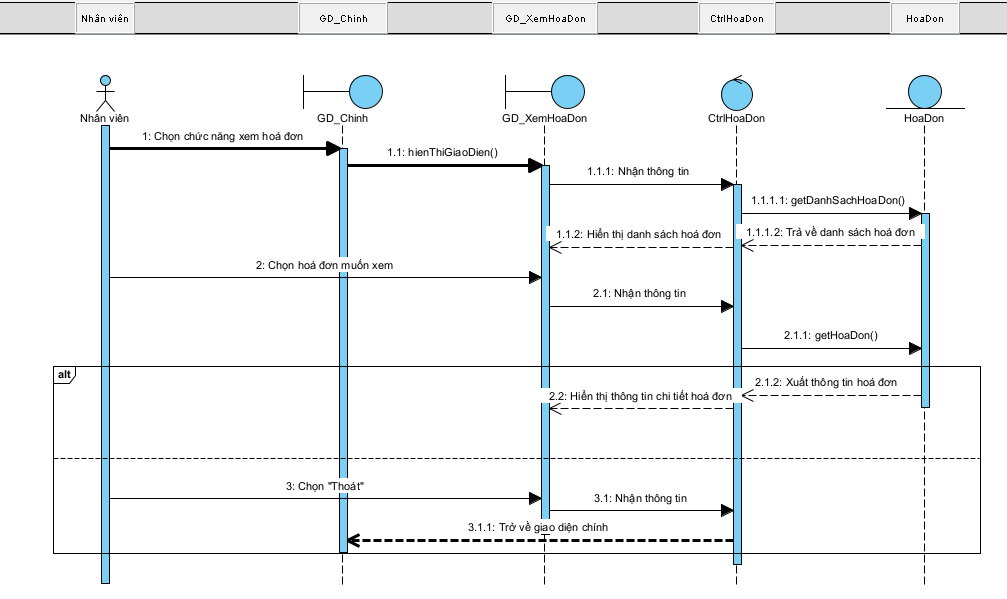 Nhân viên
GD_Chinh
GD_XemHoaDon
CtrlHoaDon
HoaDon
Nhân viên
GD_Chinh
GD_XemHoaDon
CtrlHoaDon
HoaDon
1: Chọn chức năng xem hoá đơn
1.1: hienThiGiaoDien()
1.1.1: Nhận thông tin
1.1.1.1: getDanhSachHoaDon()
1.1.1.2: Trả về danh sách hoá đơn
1.1.2: Hiển thị danh sách hoá đơn
2: Chọn hoá đơn muốn xem
2.1: Nhận thông tin
2.1.1: getHoaDon()
alt
2.1.2: Xuất thông tin hoá đơn
2.2: Hiển thị thông tin chi tiết hoá đơn
3: Chọn "Thoát"
3.1: Nhận thông tin
3.1.1: Trở về giao diện chính